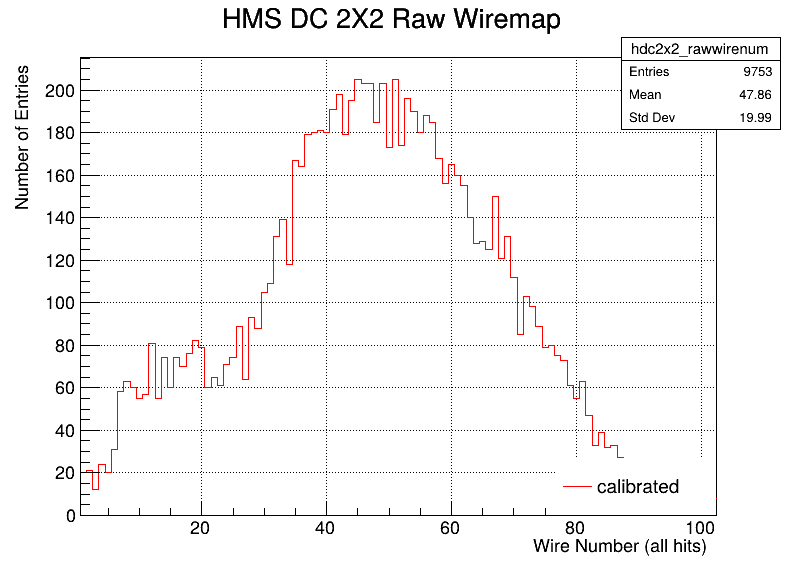 HMS DC 2X2 Raw Wiremap
hdc2x2_rawwirenum
Entries 9753
Mean 47.86
Std Dev 19.99
Number of Entries
200
180
160
140
120
100
80
60
40
20
0
calibrated
20 40 60 80 100
Wire Number (all hits)